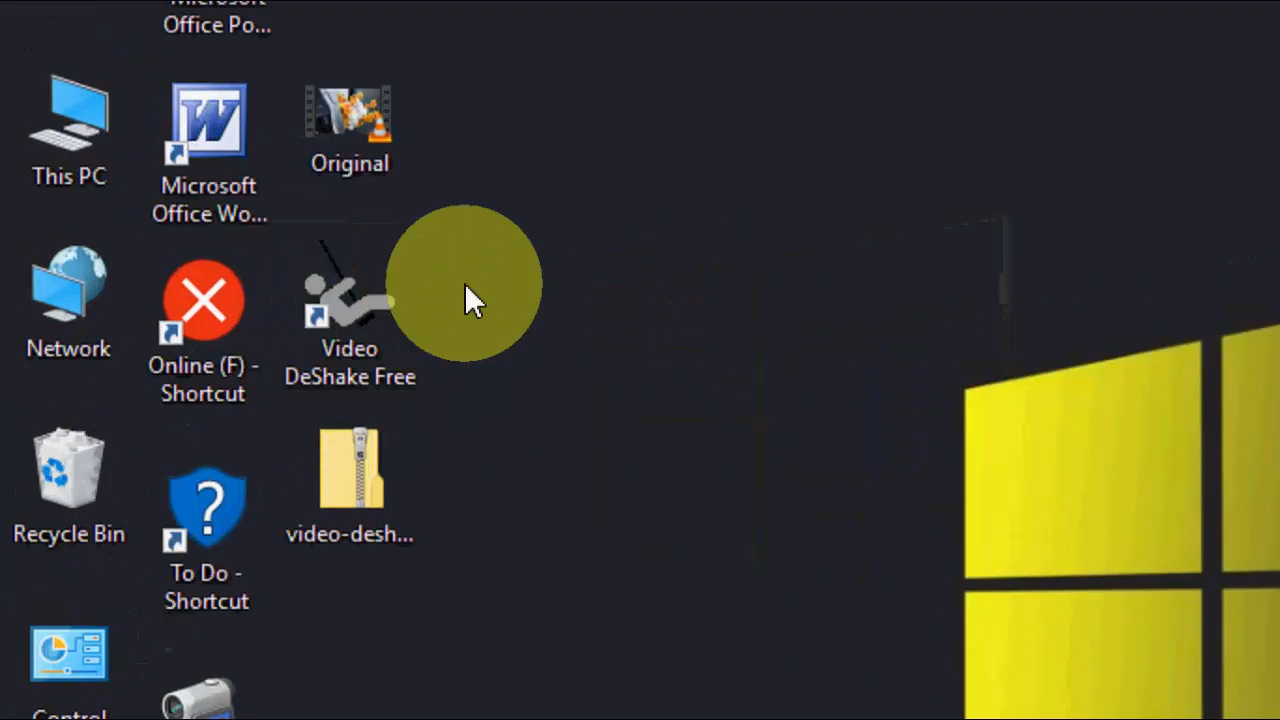 Microsoft
Office Po...
This PC
Microsoft
Office Wo...
Original
Network
Online (F) -
Shortcut
Video
DeShake Free
Recycle Bin
To Do -
Shortcut
video-desh...
Control